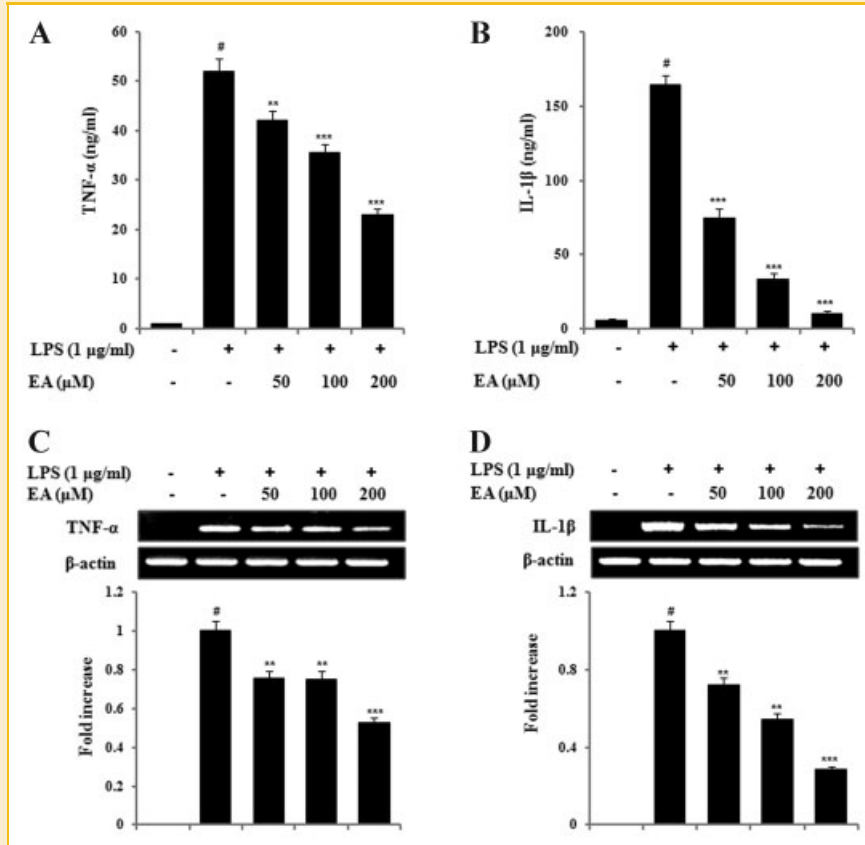 A
TNF-α (ng/ml)
60
50
40
30
20
10
0
#
**
***
***
LPS (1 μg/ml) - + + + +
EA (μM) - - 50 100 200
B
IL-1β (ng/ml)
200
150
100
50
0
#
***
***
***
LPS (1 μg/ml) - + + + +
EA (μM) - - 50 100 200
C
LPS (1 μg/ml) - + + + +
EA (μM) - - 50 100 200
TNF-α
β-actin
Fold increase
1.2
1
0.8
0.6
0.4
0.2
0
#
**
**
***
D
LPS (1 μg/ml) - + + + +
EA (μM) - - 50 100 200
IL-1β
β-actin
Fold increase
1.2
0.8
0.4
0
#
**
**
***